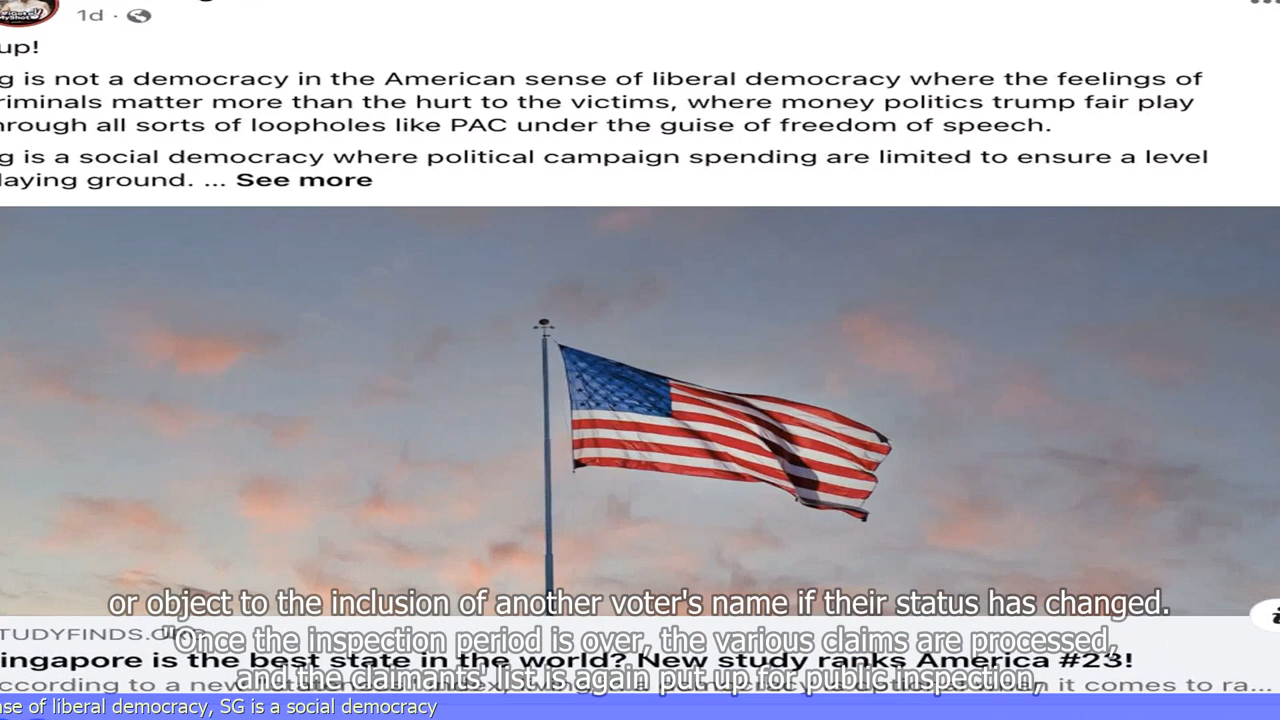 1d ·
up!
g is not a democracy in the American sense of liberal democracy where the feelings of
riminals matter more than the hurt to the victims, where money politics trump fair play
hrough all sorts of loopholes like PAC under the guise of freedom of speech.
g is a social democracy where political campaign spending are limited to ensure a level
laying ground. ... See more
or object to the inclusion of another voter's name if their status has changed.
TUDYFINDS.O
Once the inspection period is over, the various claims are processed,
ingapore is the best state in the world? New study ranks America #23!
and the claimants' list is again put up for public inspection,
ccording to a new index, it comes to ra...
se of liberal democracy, SG is a social democracy